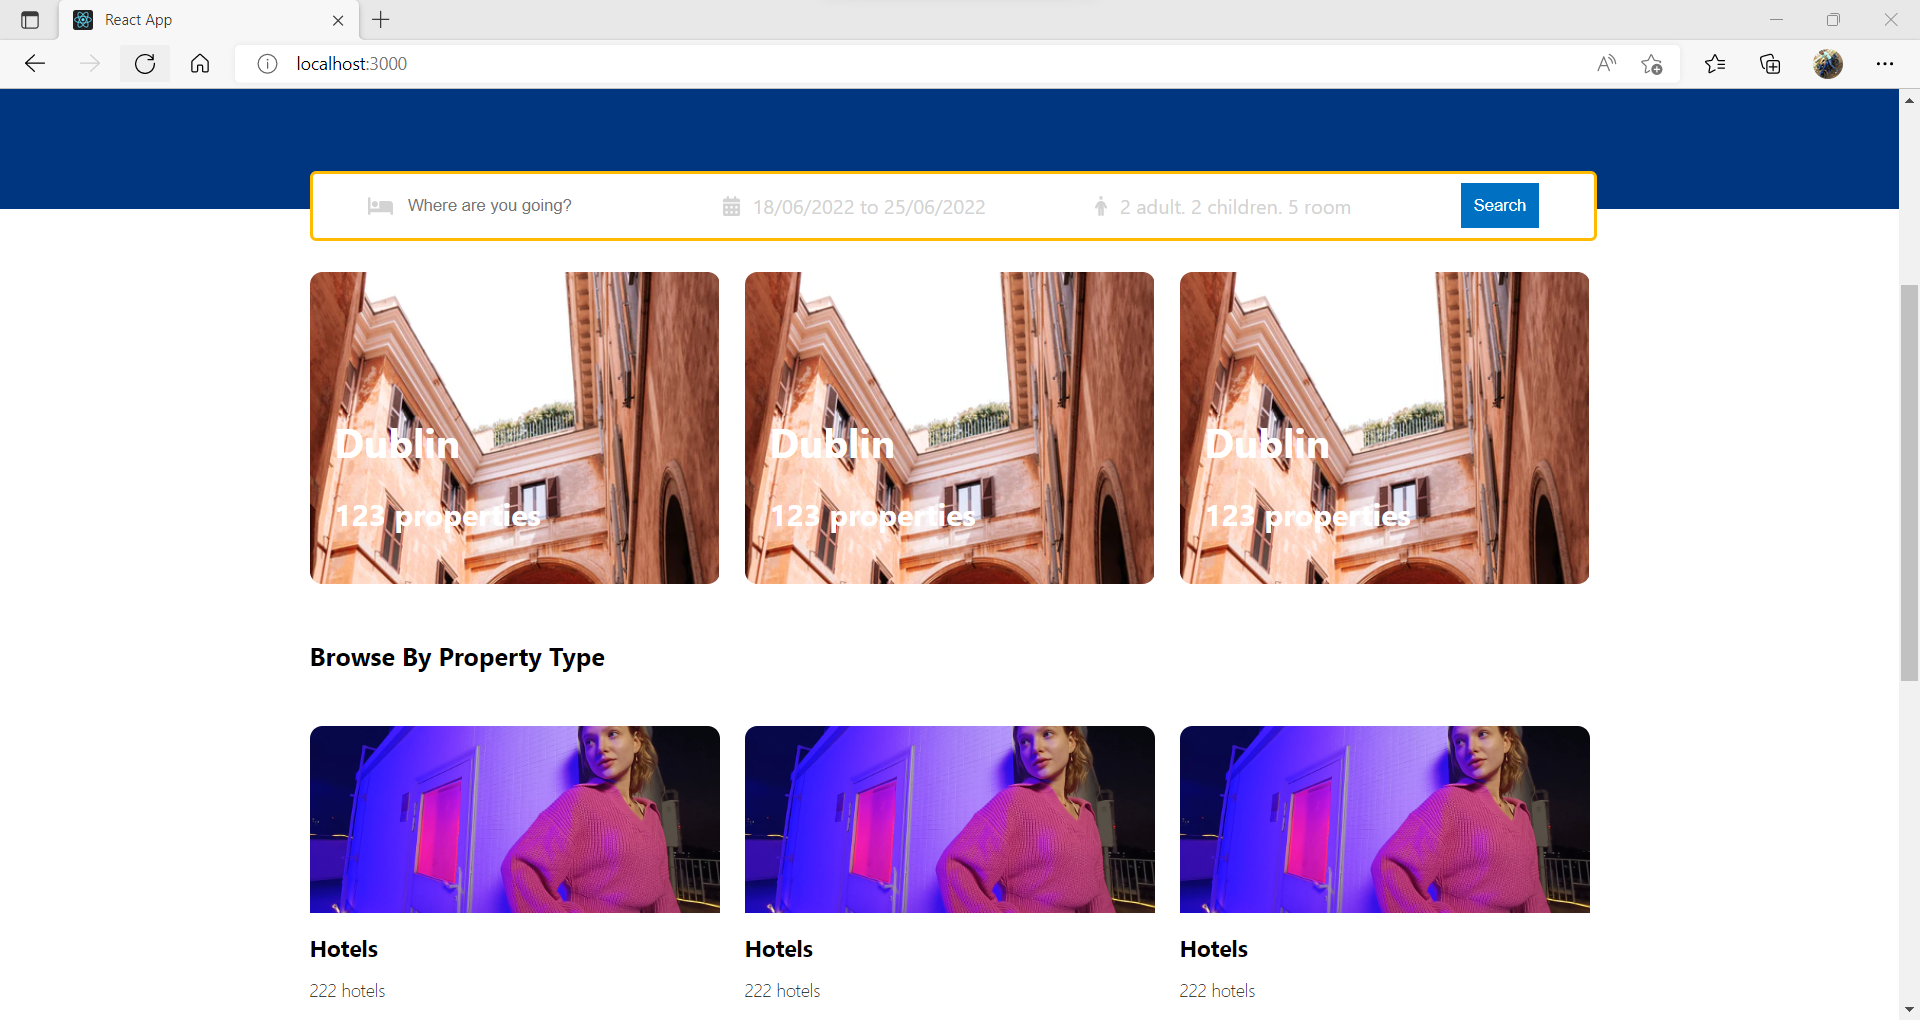 React App
localhost:3000
Where are you going?
18/06/2022 to 25/06/2022
2 adult. 2 children. 5 room
Search
Dublin
123 properties
Dublin
123 properties
Dublin
123 properties
Browse By Property Type
Hotels
222 hotels
Hotels
222 hotels
Hotels
222 hotels